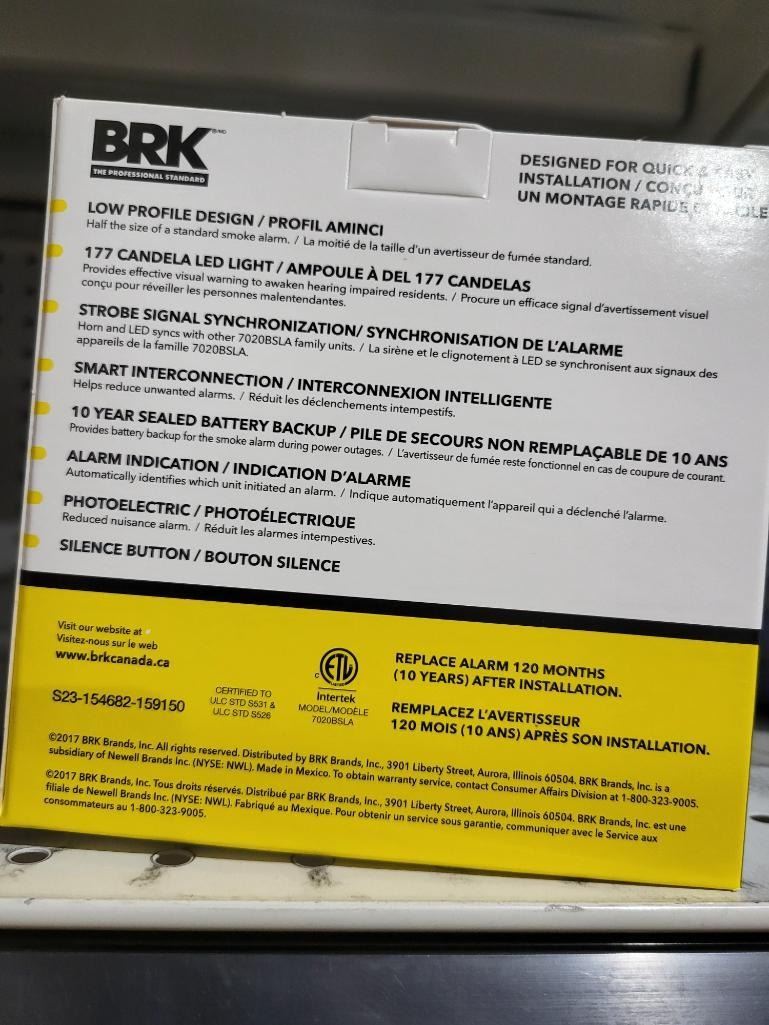 BRK ®/MD
THE PROFESSIONAL STANDARD
DESIGNED FOR QUICK &
INSTALLATION /
UN MONTAGE RAPIDE
LOW PROFILE DESIGN / PROFIL AMINCI
Half the size of a standard smoke alarm. / La moitié de la taille d'un avertisseur de fumée standard.
177 CANDELA LED LIGHT / AMPOULE À DEL 177 CANDELAS
Provides effective visual warning to awaken hearing impaired residents. / Procure un efficace signal d'avertissement visuel
conçu pour réveiller les personnes malentendantes.
STROBE SIGNAL SYNCHRONIZATION/ SYNCHRONISATION DE L'ALARME
Horn and LED syncs with other 7020BSLA family units. / La sirène et le clignotement à LED se synchronisent aux signaux des
appareils de la famille 7020BSLA.
SMART INTERCONNECTION / INTERCONNEXION INTELLIGENTE
Helps reduce unwanted alarms. / Réduit les déclenchements intempestifs.
10 YEAR SEALED BATTERY BACKUP / PILE DE SECOURS NON REMPLAÇABLE DE 10 ANS
Provides battery backup for the smoke alarm during power outages. / L'avertisseur de fumée reste fonctionnel en cas de coupure de courant.
ALARM INDICATION / INDICATION D'ALARME
Automatically identifies which unit initiated an alarm. / Indique automatiquement l'appareil qui a déclenché l'alarme.
PHOTOELECTRIC / PHOTOÉLECTRIQUE
Reduced nuisance alarm. / Réduit les alarmes intempestives.
SILENCE BUTTON / BOUTON SILENCE
Visit our website at
Visitez-nous sur le web
www.brkcanada.ca
S23-154682-159150
CERTIFIED TO
ULC STD S531 &
ULC STD S526
C ETL
LISTED
Intertek
MODEL/MODÈLE
7020BSLA
REPLACE ALARM 120 MONTHS
(10 YEARS) AFTER INSTALLATION.
REMPLACEZ L'AVERTISSEUR
120 MOIS (10 ANS) APRÈS SON INSTALLATION.
©2017 BRK Brands, Inc. All rights reserved. Distributed by BRK Brands, Inc., 3901 Liberty Street, Aurora, Illinois 60504. BRK Brands, Inc. is a
subsidiary of Newell Brands Inc. (NYSE: NWL). Made in Mexico. To obtain warranty service, contact Consumer Affairs Division at 1-800-323-9005.
©2017 BRK Brands, Inc. Tous droits réservés. Distribué par BRK Brands, Inc., 3901 Liberty Street, Aurora, Illinois 60504. BRK Brands, Inc. est une
filiale de Newell Brands Inc. (NYSE: NWL). Fabriqué au Mexique. Pour obtenir un service sous garantie, communiquer avec le Service aux
consommateurs au 1-800-323-9005.